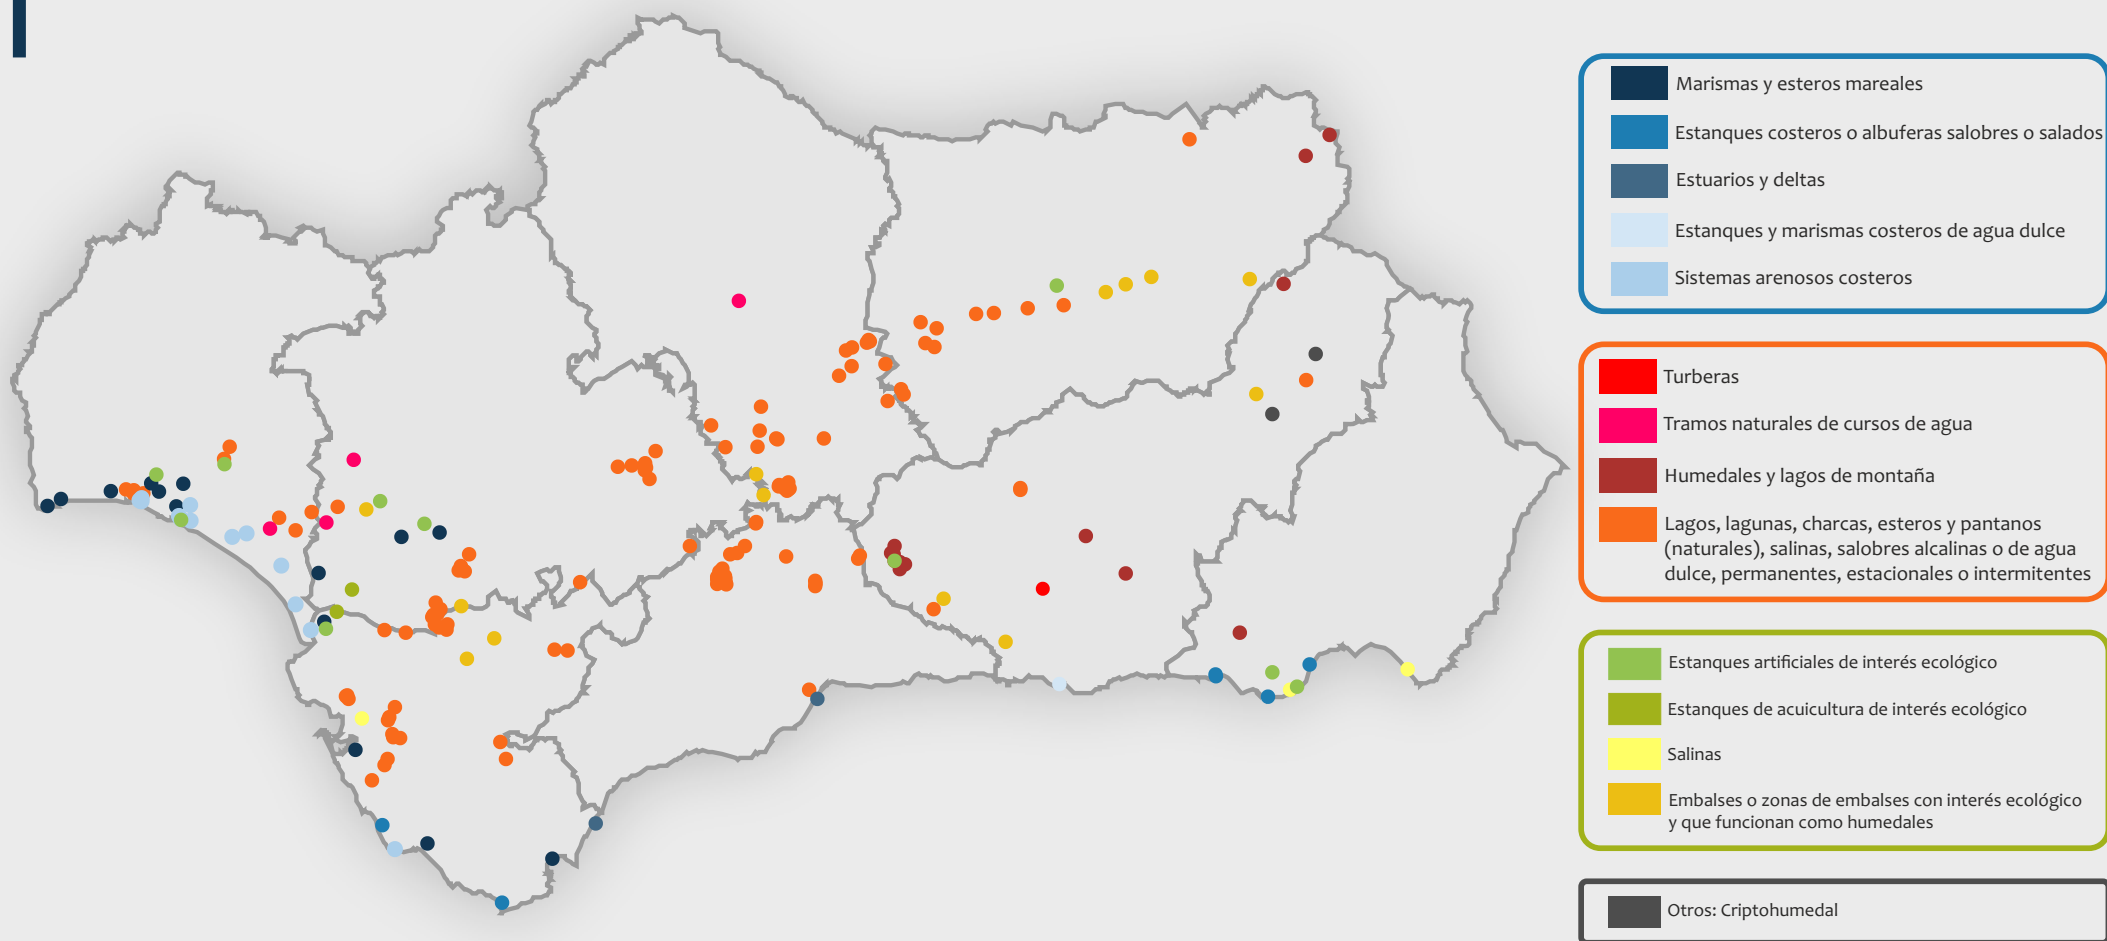 Marismas y esteros mareales
Estanques costeros o albuferas salobres o salados
Estuarios y deltas
Estanques y marismas costeros de agua dulce
Sistemas arenosos costeros
Turberas
Tramos naturales de cursos de agua
Humedales y lagos de montaña
Lagos, lagunas, charcas, esteros y pantanos
(naturales), salinas, salobres alcalinas o de agua
dulce, permanentes, estacionales o intermitentes
Estanques artificiales de interés ecológico
Estanques de acuicultura de interés ecológico
Salinas
Embalses o zonas de embalses con interés ecológico
y que funcionan como humedales
Otros: Criptohumedal